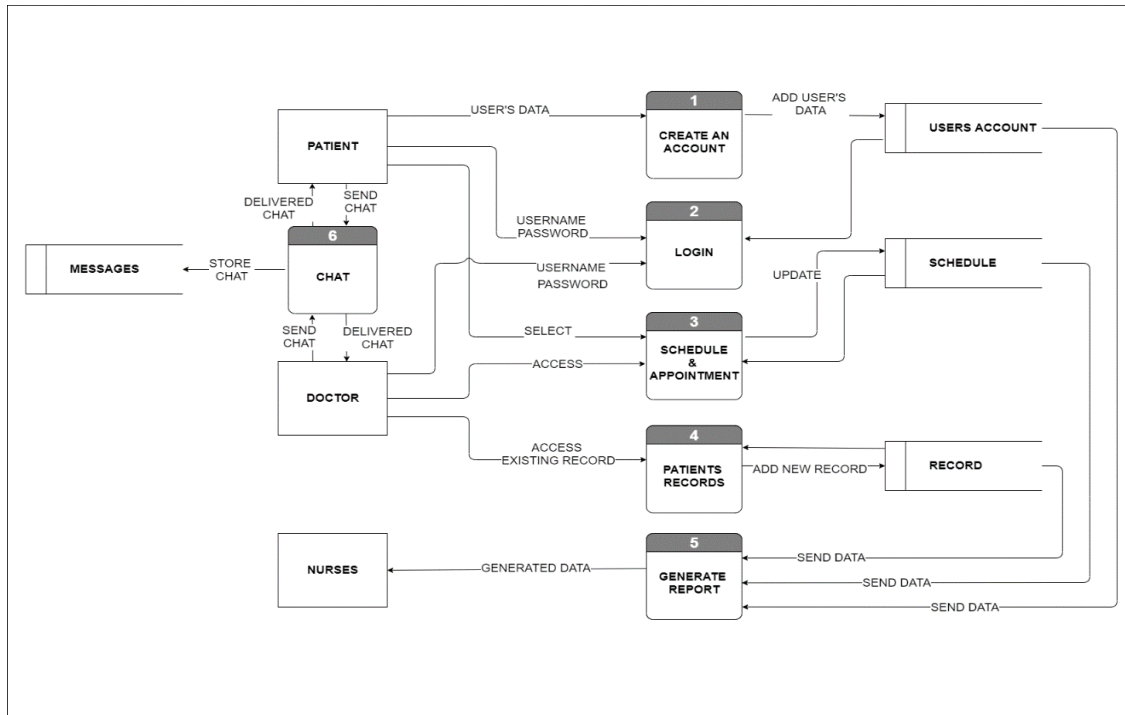 1
CREATE AN
ACCOUNT
USER'S DATA
ADD USER'S
DATA
USERS ACCOUNT
PATIENT
DELIVERED
CHAT
SEND
CHAT
USERNAME
PASSWORD
2
LOGIN
USERNAME
PASSWORD
6
CHAT
STORE
CHAT
MESSAGES
UPDATE
SCHEDULE
SEND
CHAT
DELIVERED
CHAT
SELECT
3
SCHEDULE
&
APPOINTMENT
ACCESS
DOCTOR
ACCESS
EXISTING RECORD
4
PATIENTS
RECORDS
ADD NEW RECORD
RECORD
NURSES
GENERATED DATA
5
GENERATE
REPORT
SEND DATA
SEND DATA
SEND DATA